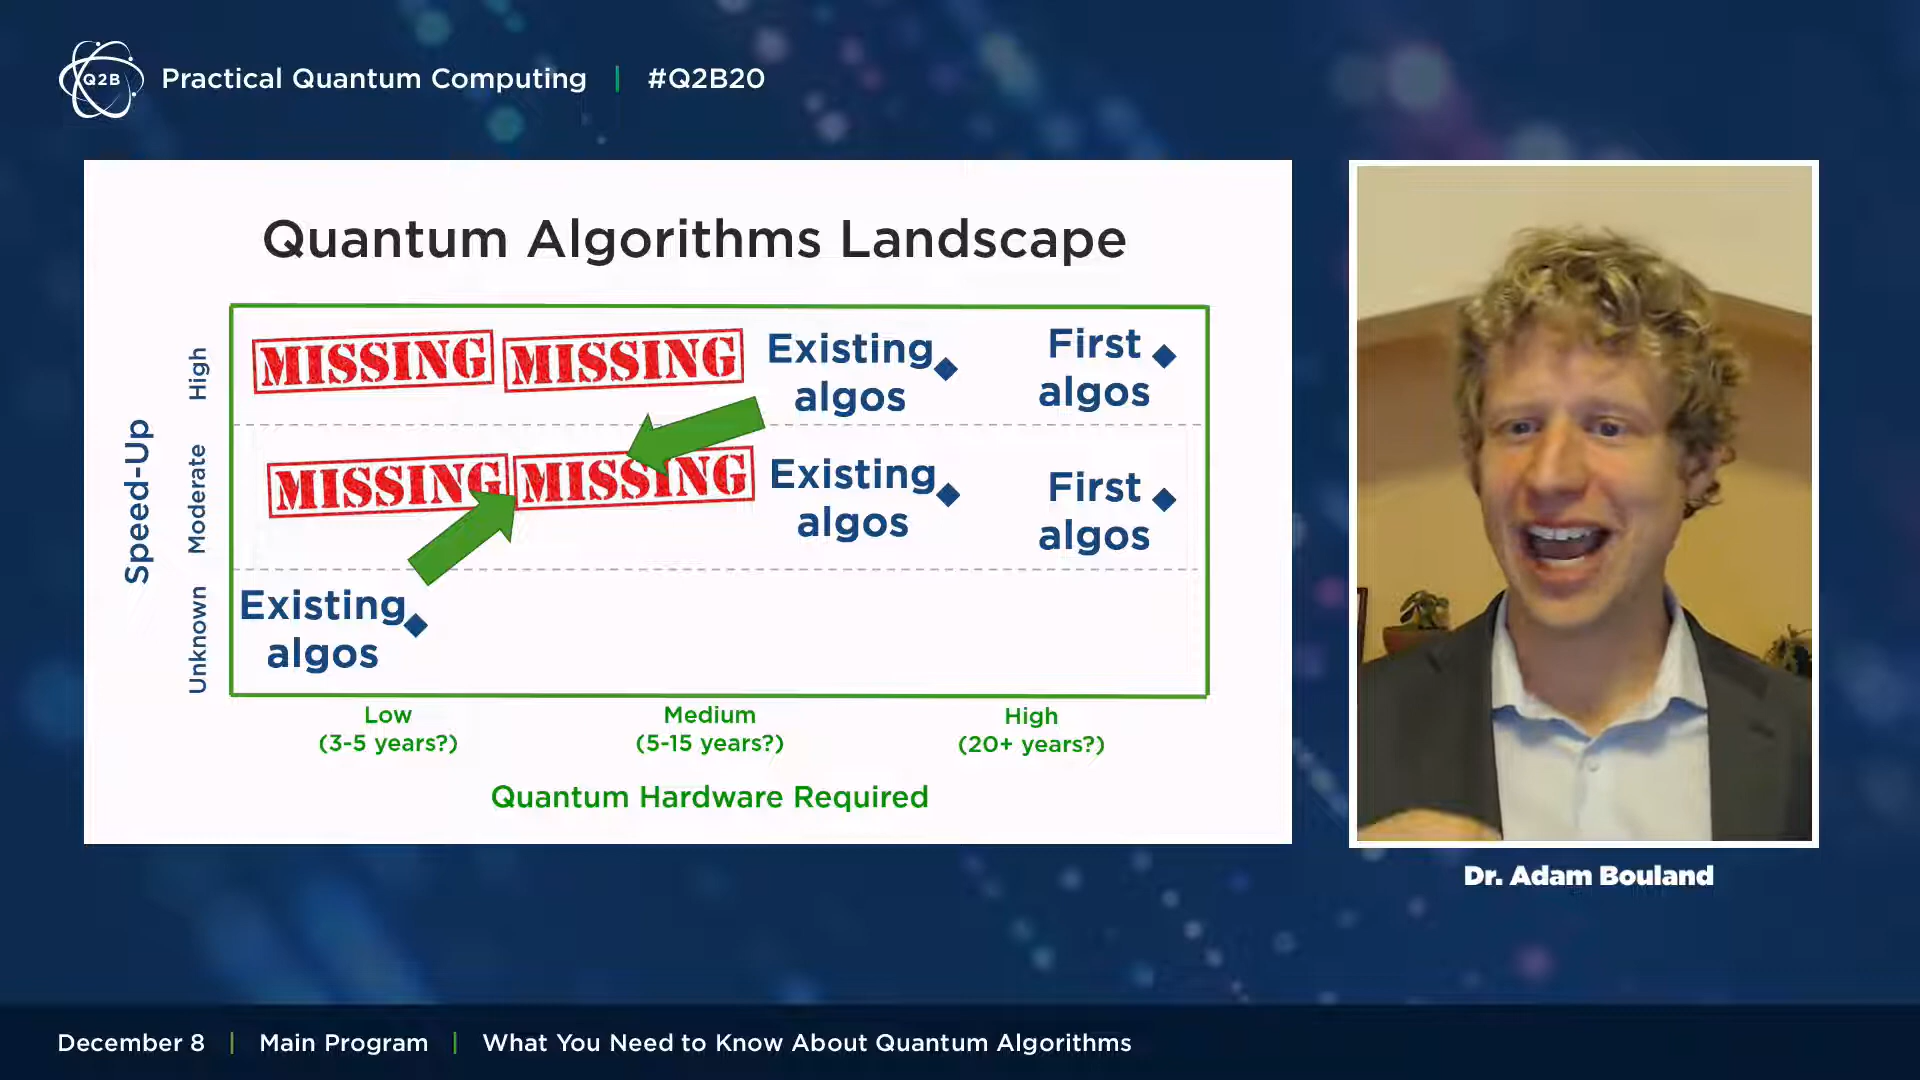 Q2B
Practical Quantum Computing | #Q2B20
Quantum Algorithms Landscape
Speed-Up
High
Moderate
Unknown
MISSING
MISSING
Existing
algos
First
algos
MISSING
MISSING
Existing
algos
First
algos
Existing
algos
Low
(3-5 years?)
Medium
(5-15 years?)
High
(20+ years?)
Quantum Hardware Required
Dr. Adam Bouland
December 8 | Main Program | What You Need to Know About Quantum Algorithms